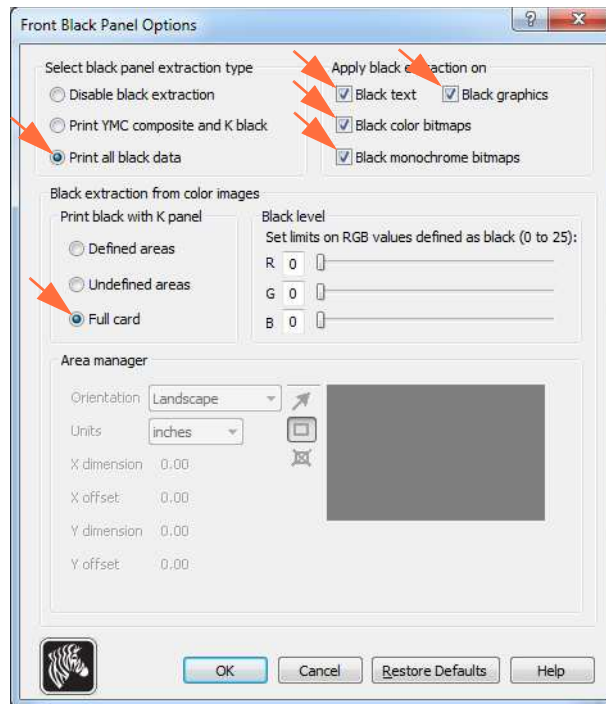 Front Black Panel Options
Select black panel extraction type
Disable black extraction
Print YMC composite and K black
Print all black data
Apply black extraction on
Black text
Black graphics
Black color bitmaps
Black monochrome bitmaps
Black extraction from color images
Print black with K panel
Defined areas
Undefined areas
Full card
Black level
Set limits on RGB values defined as black (0 to 25):
R 0
G 0
B 0
Area manager
Orientation Landscape
Units inches
X dimension 0.00
X offset 0.00
Y dimension 0.00
Y offset 0.00
OK Cancel Restore Defaults Help